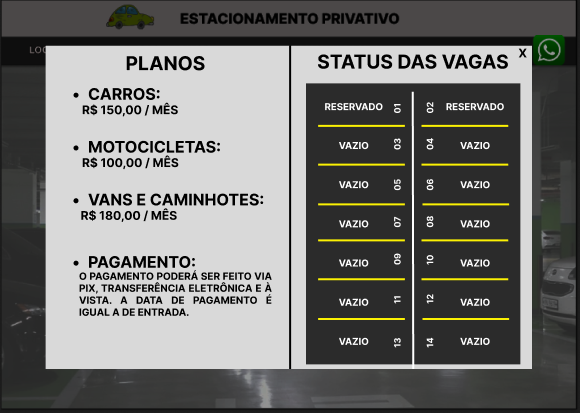 ESTACIONAMENTO PRIVATIVO
LOC
X
PLANOS
• CARROS:
R$ 150,00 / MÊS
• MOTOCICLETAS:
R$ 100,00 / MÊS
• VANS E CAMINHOTES:
R$ 180,00 / MÊS
• PAGAMENTO:
O PAGAMENTO PODERÁ SER FEITO VIA
PIX, TRANSFERÊNCIA ELETRÔNICA E À
VISTA. A DATA DE PAGAMENTO É
IGUAL A DE ENTRADA.
STATUS DAS VAGAS
RESERVADO 01 02 RESERVADO
VAZIO 03 04 VAZIO
VAZIO 05 06 VAZIO
VAZIO 07 08 VAZIO
VAZIO 09 10 VAZIO
VAZIO 11 12 VAZIO
VAZIO 13 14 VAZIO